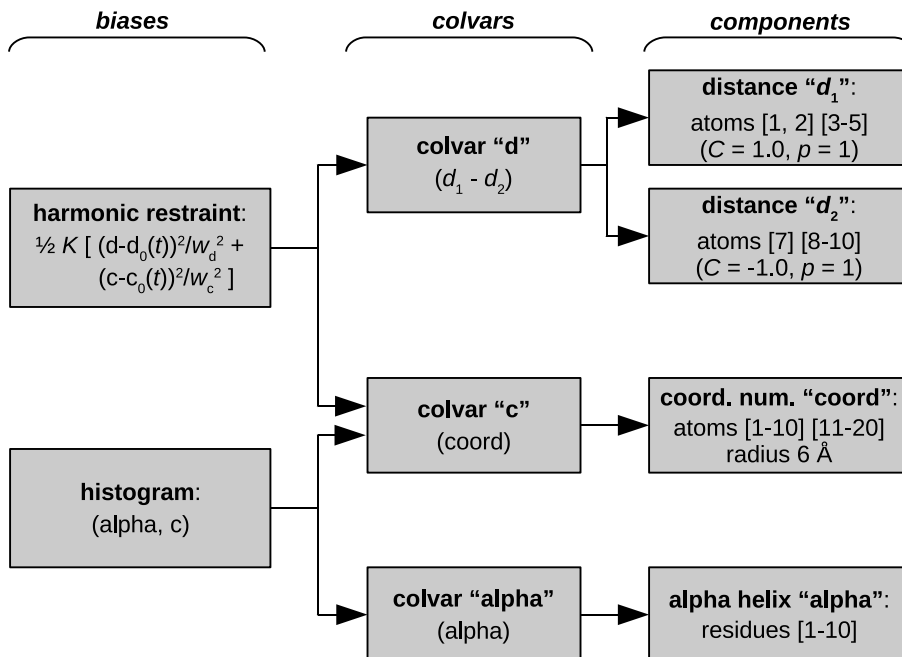 biases
colvars
components
harmonic restraint:
½ K [ (d-d₀(t))²/w_d² +
(c-c₀(t))²/w_c² ]
histogram:
(alpha, c)
colvar “d”
(d₁ - d₂)
colvar “c”
(coord)
colvar “alpha”
(alpha)
distance “d₁”:
atoms [1, 2] [3-5]
(C = 1.0, p = 1)
distance “d₂”:
atoms [7] [8-10]
(C = -1.0, p = 1)
coord. num. “coord”:
atoms [1-10] [11-20]
radius 6 Å
alpha helix “alpha”:
residues [1-10]